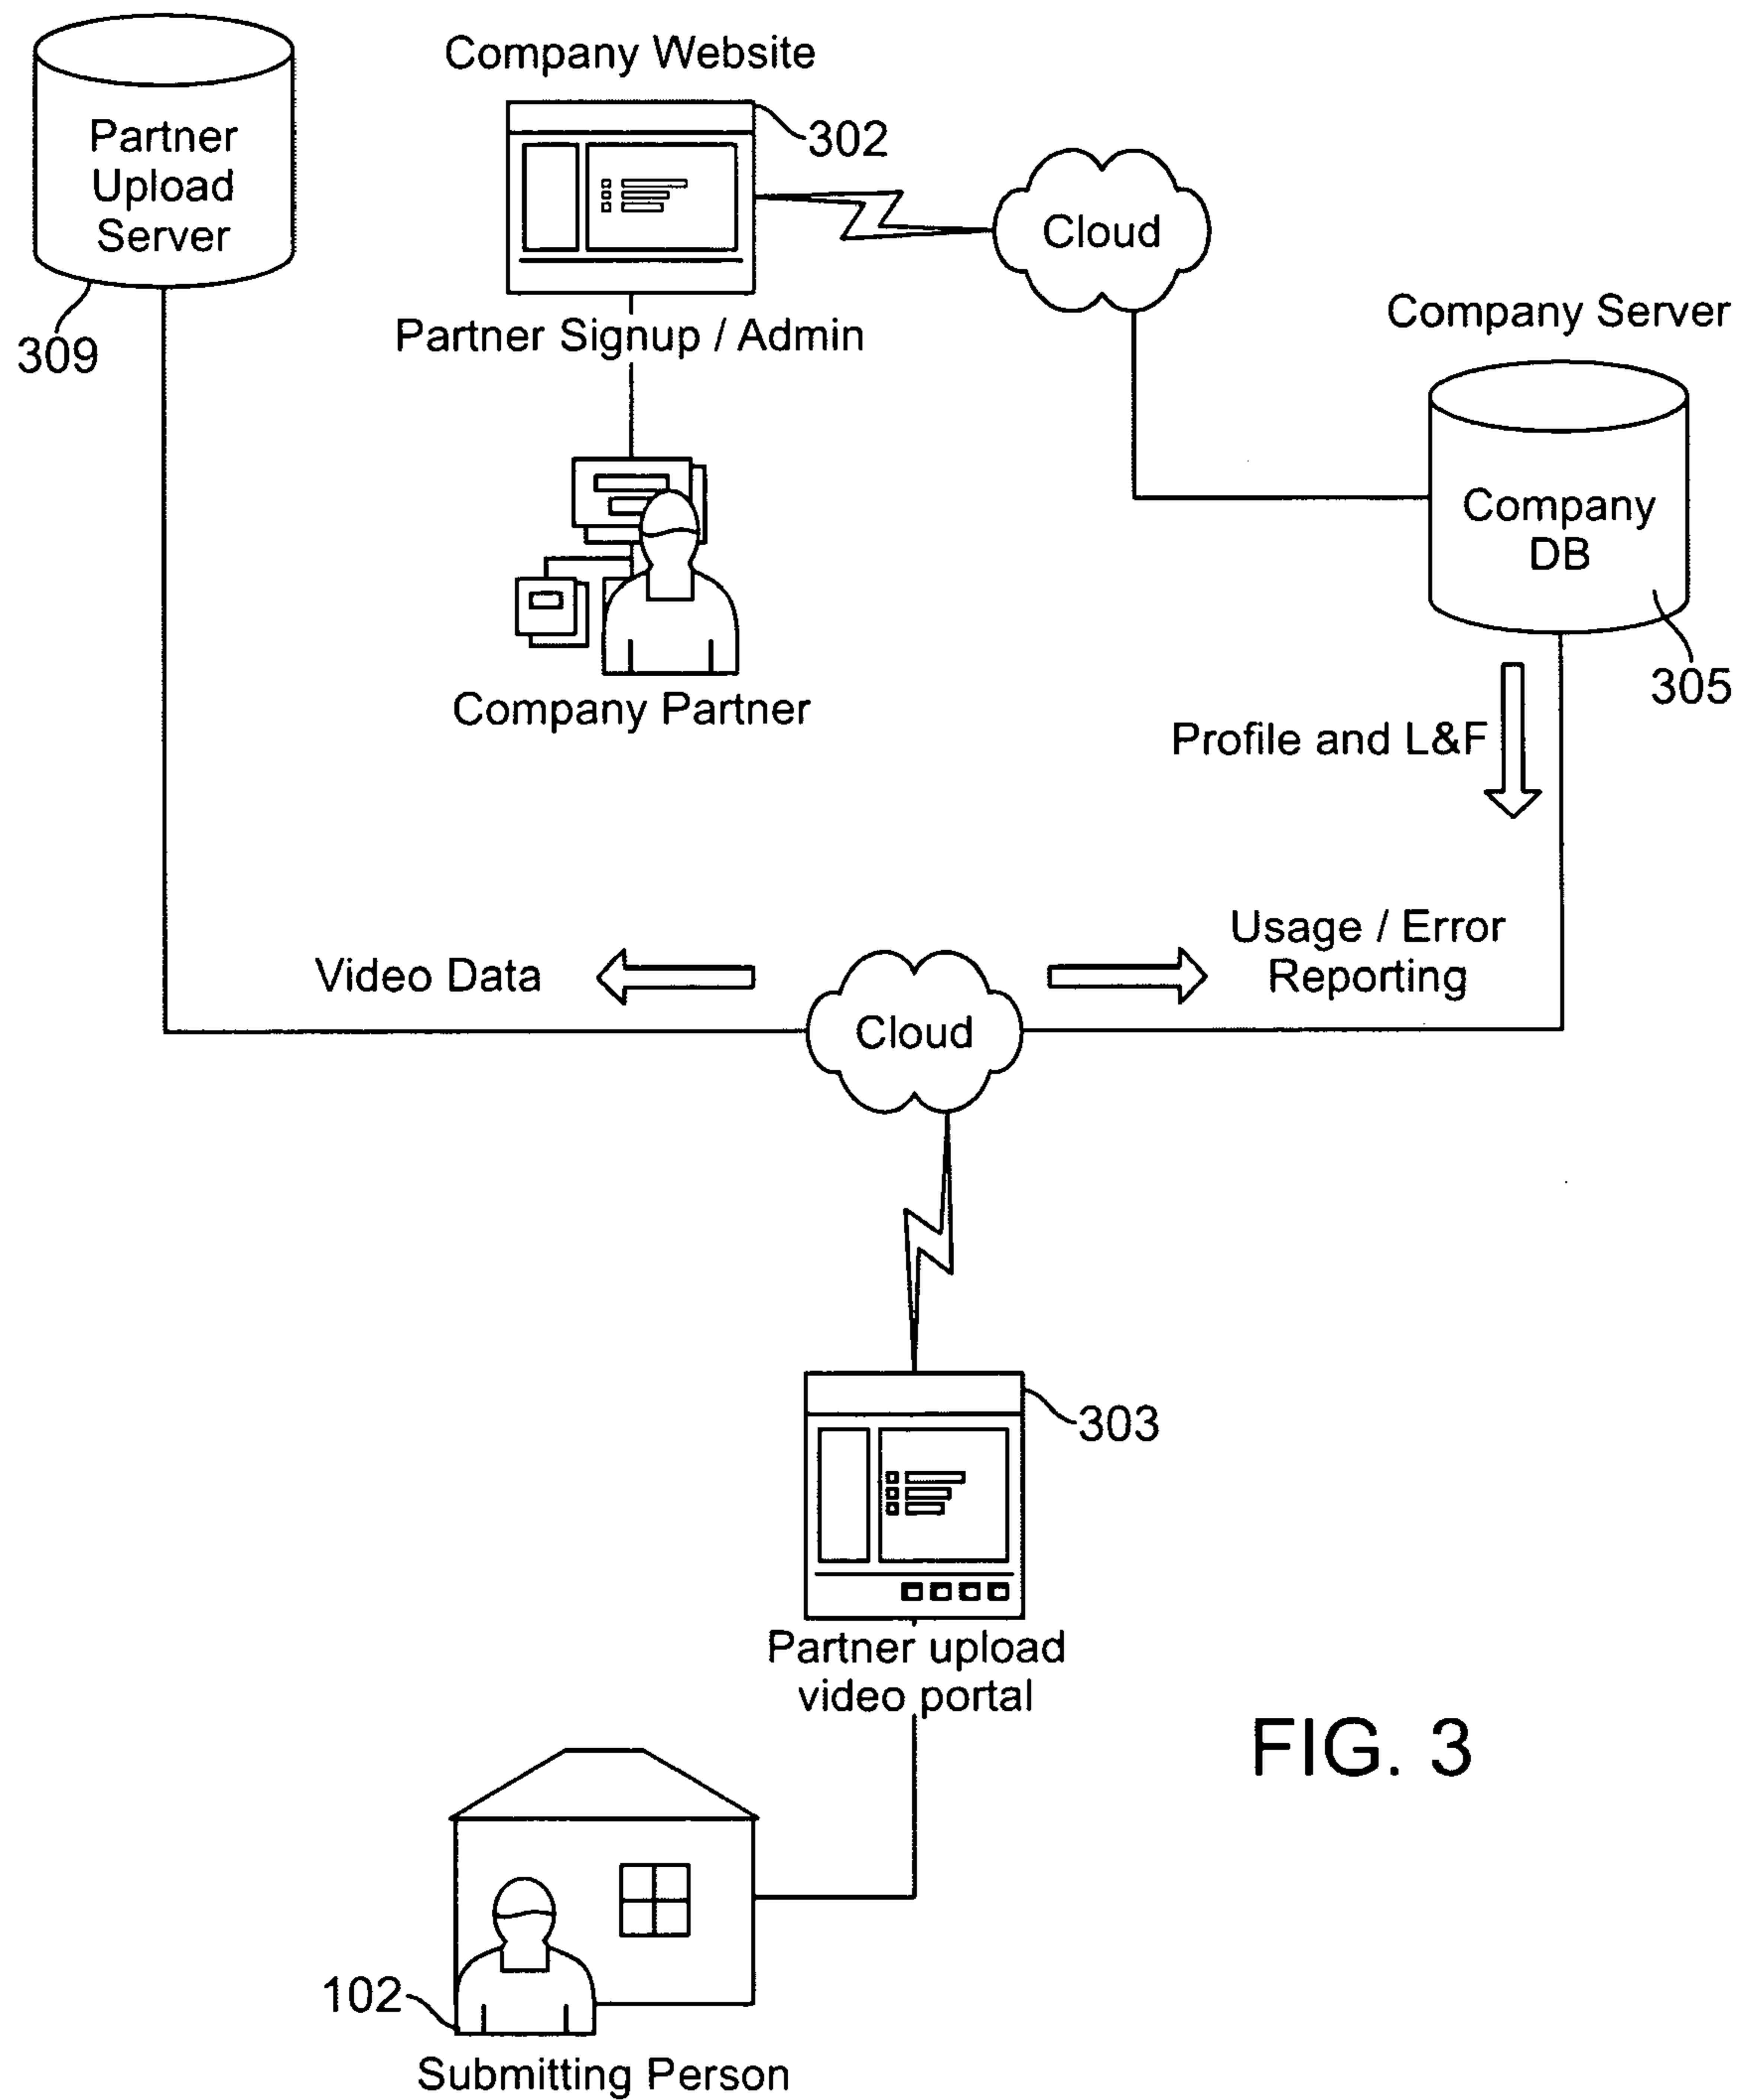 Company Website
Partner
Upload
Server
302
Cloud
309
Partner Signup / Admin
Company Server
Company
DB
305
Company Partner
Profile and L&F
Video Data
Usage / Error
Reporting
Cloud
303
Partner upload
video portal
FIG. 3
102
Submitting Person